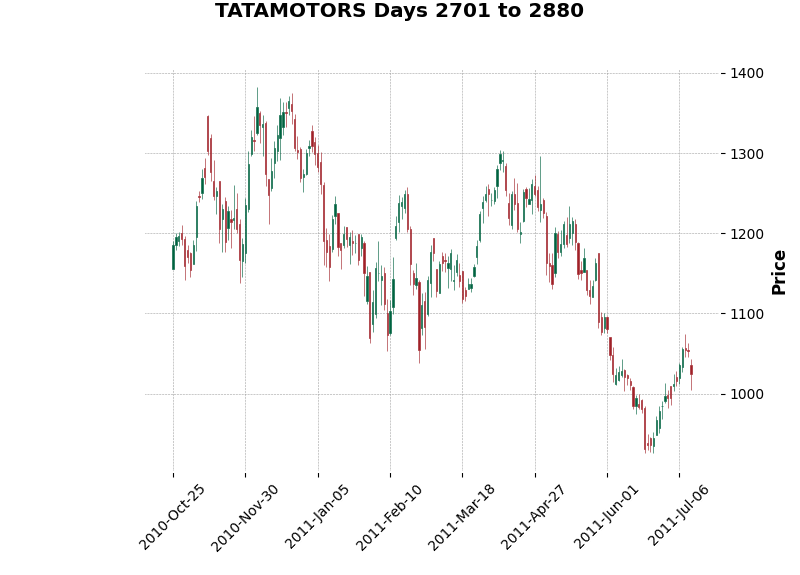 TATAMOTORS Days 2701 to 2880
1400
1300
1200
1100
1000
Price
2010-Oct-25
2010-Nov-30
2011-Jan-05
2011-Feb-10
2011-Mar-18
2011-Apr-27
2011-Jun-01
2011-Jul-06